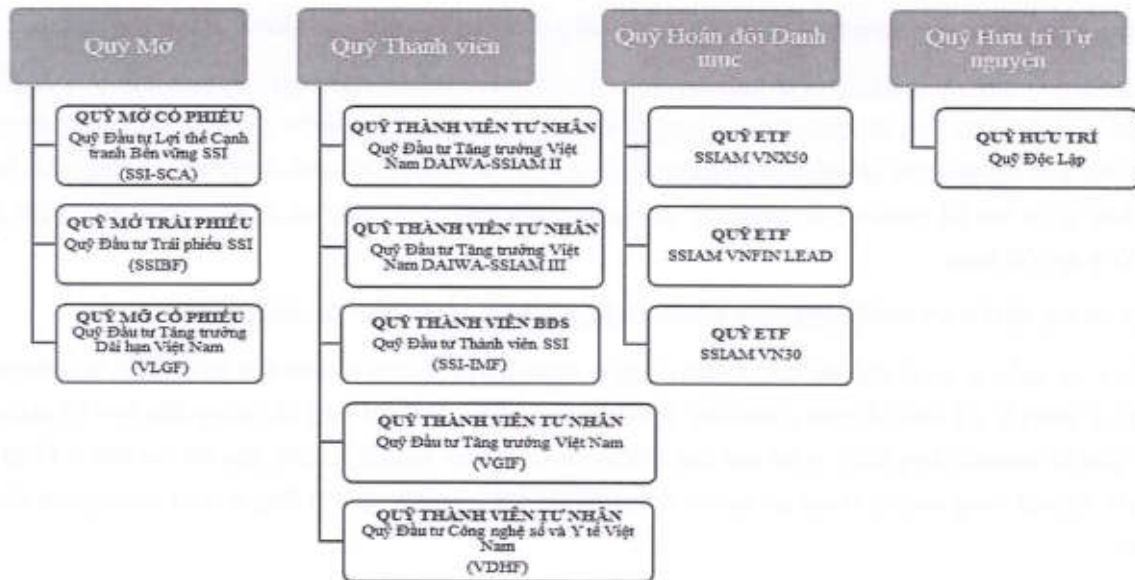 Quỹ Mở
QUỸ MỞ CỔ PHIẾU
Quỹ Đầu tư Lợi thế Cạnh
tranh Bền vững SSI
(SSI-SCA)
QUỸ MỞ TRÁI PHIẾU
Quỹ Đầu tư Trái phiếu SSI
(SSIBF)
QUỸ MỞ CỔ PHIẾU
Quỹ Đầu tư Tăng trưởng
Dài hạn Việt Nam
(VLGF)
Quỹ Thành viên
QUỸ THÀNH VIÊN TƯ NHÂN
Quỹ Đầu tư Tăng trưởng Việt
Nam DAIWA-SSIAM II
QUỸ THÀNH VIÊN TƯ NHÂN
Quỹ Đầu tư Tăng trưởng Việt
Nam DAIWA-SSIAM III
QUỸ THÀNH VIÊN BĐS
Quỹ Đầu tư Thành viên SSI
(SSI-IMF)
QUỸ THÀNH VIÊN TƯ NHÂN
Quỹ Đầu tư Tăng trưởng Việt Nam
(VGIF)
QUỸ THÀNH VIÊN TƯ NHÂN
Quỹ Đầu tư Công nghệ số và Y tế Việt
Nam
(VDHF)
Quỹ Hoán đổi Danh
mục
QUỸ ETF
SSIAM VNX50
QUỸ ETF
SSIAM VNFIN LEAD
QUỸ ETF
SSIAM VN30
Quỹ Hưu trí Tự
nguyện
QUỸ HƯU TRÍ
Quỹ Độc Lập